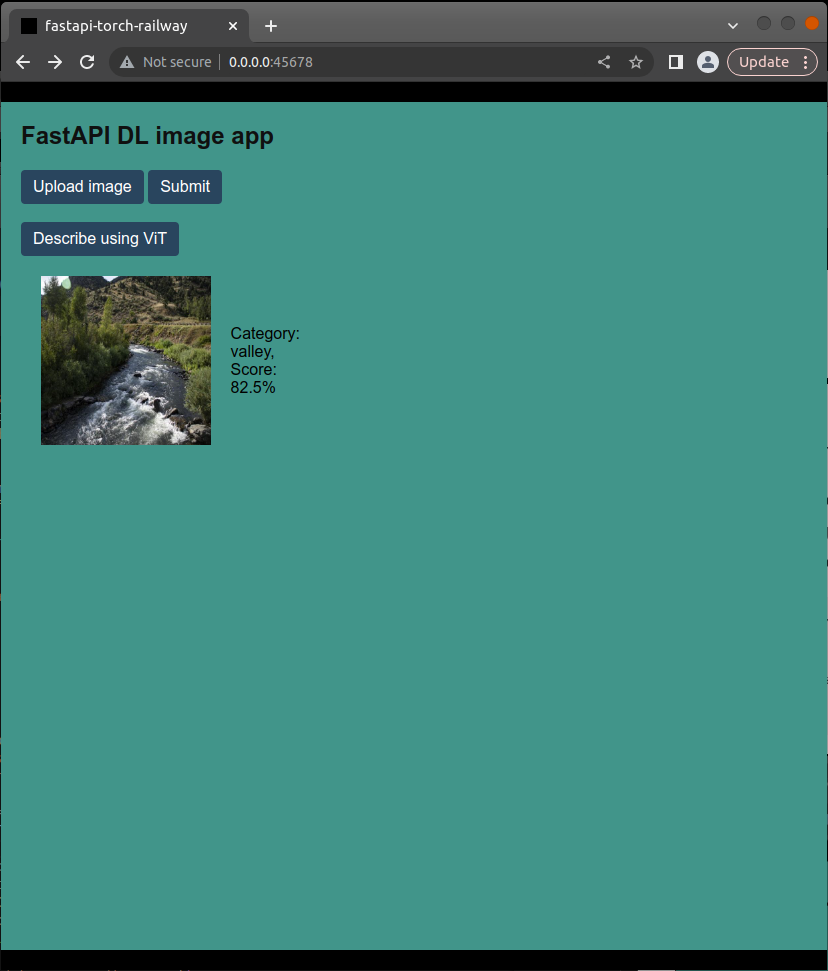 fastapi-torch-railway
Not secure 0.0.0.0:45678 Update
FastAPI DL image app
Upload image Submit
Describe using ViT
Category:
valley,
Score:
82.5%